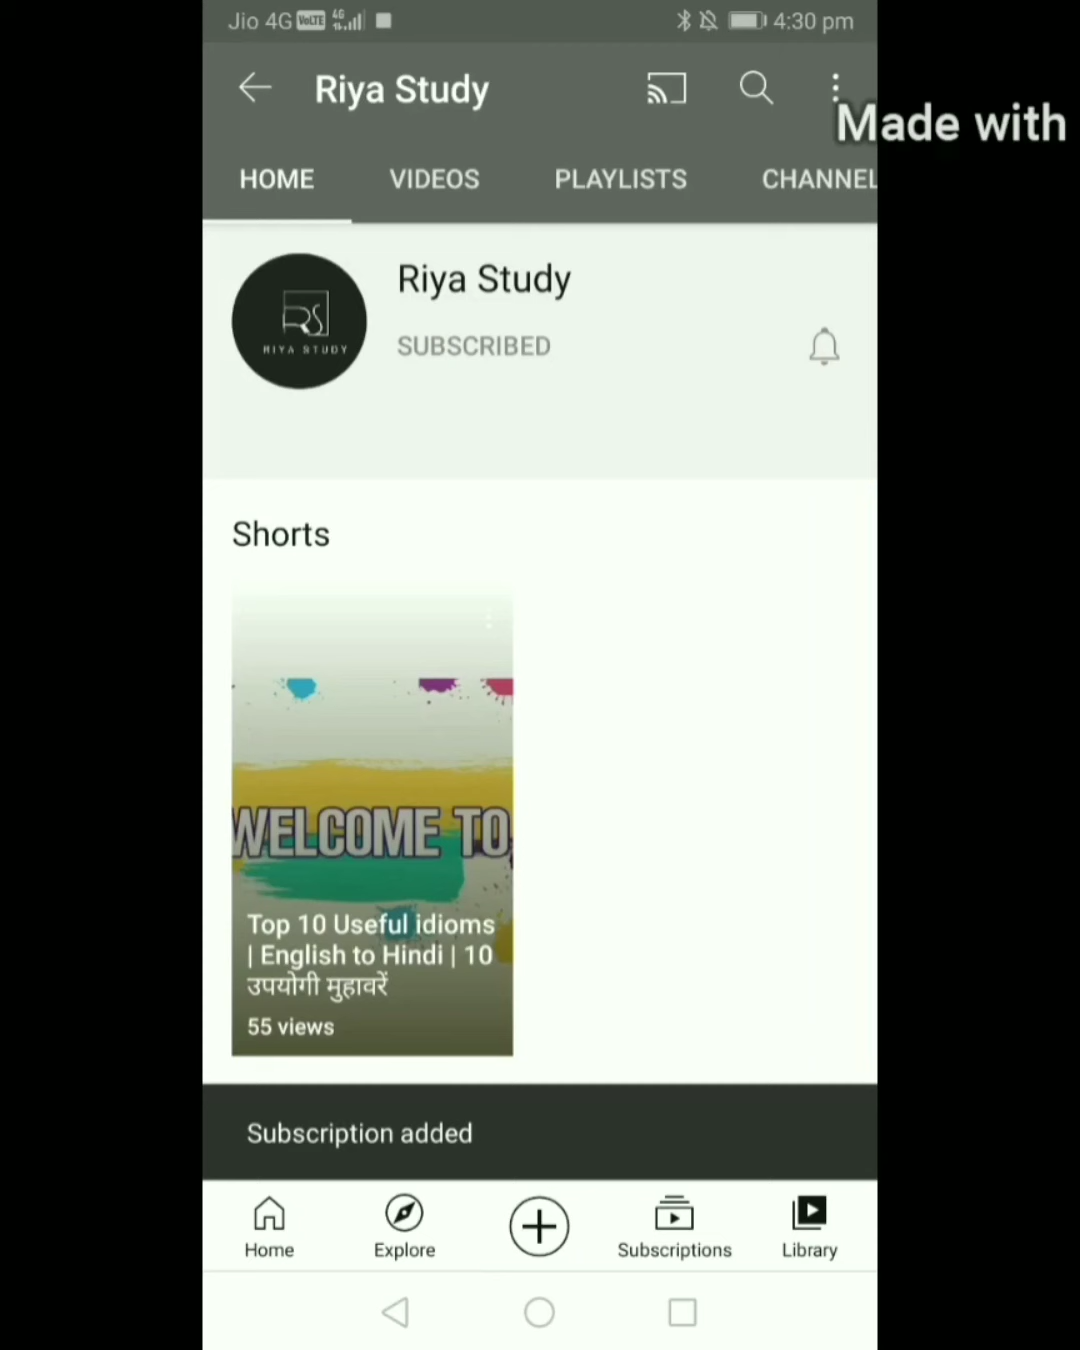 Jio 4G VoLTE 4G 4:30 pm
Riya Study
Made with
HOME VIDEOS PLAYLISTS CHANNEL
Riya Study
SUBSCRIBED
RS
RIYA STUDY
Shorts
WELCOME TO
Top 10 Useful idioms
| English to Hindi | 10
उपयोगी मुहावरें
55 views
Subscription added
Home Explore Subscriptions Library